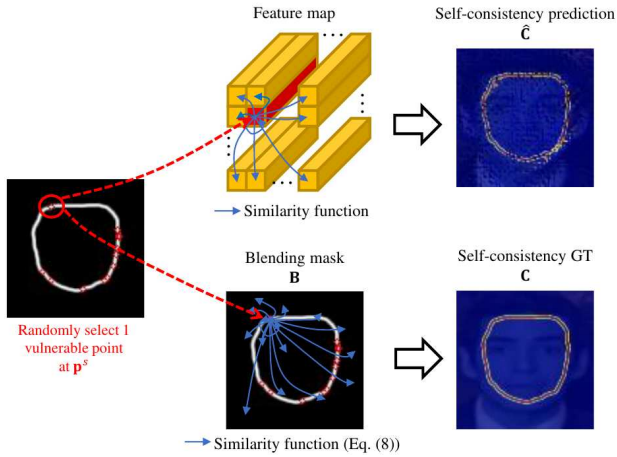 Feature map
Self-consistency prediction
Ĉ
Similarity function
Randomly select 1
vulnerable point
at pˢ
Blending mask
B
Self-consistency GT
C
Similarity function (Eq. (8))